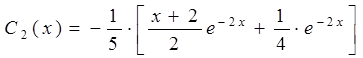 C₂(x) = −1/5 · [ (x + 2)/2 e^{−2x} + 1/4 · e^{−2x} ]